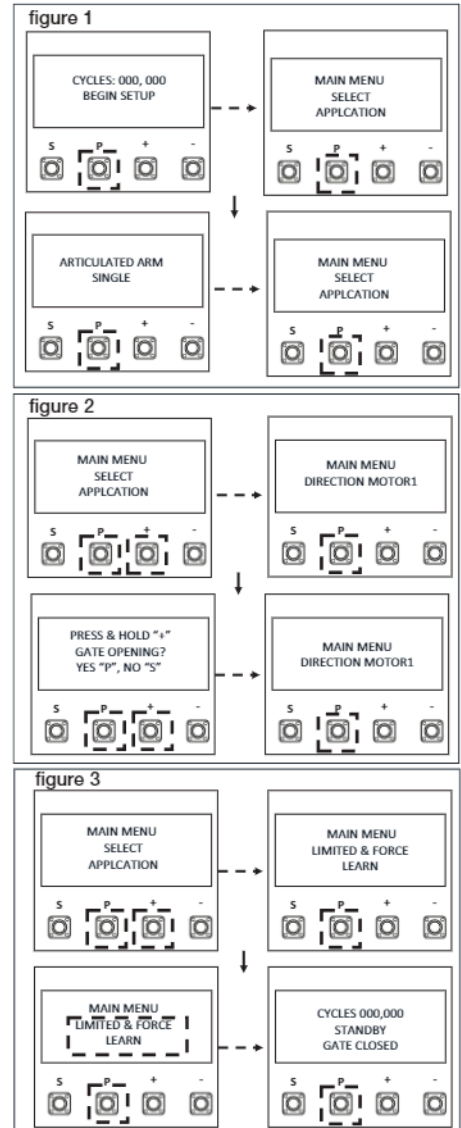 figure 1
CYCLES: 000, 000
BEGIN SETUP
S P + -
MAIN MENU
SELECT
APPLCATION
S P + -
ARTICULATED ARM
SINGLE
S P + -
MAIN MENU
SELECT
APPLCATION
S P + -
figure 2
MAIN MENU
SELECT
APPLCATION
S P + -
MAIN MENU
DIRECTION MOTOR1
S P + -
PRESS & HOLD "+"
GATE OPENING?
YES "P", NO "S"
S P + -
MAIN MENU
DIRECTION MOTOR1
S P + -
figure 3
MAIN MENU
SELECT
APPLCATION
S P + -
MAIN MENU
LIMITED & FORCE
LEARN
S P + -
MAIN MENU
LIMITED & FORCE
LEARN
S P + -
CYCLES 000,000
STANDBY
GATE CLOSED
S P + -